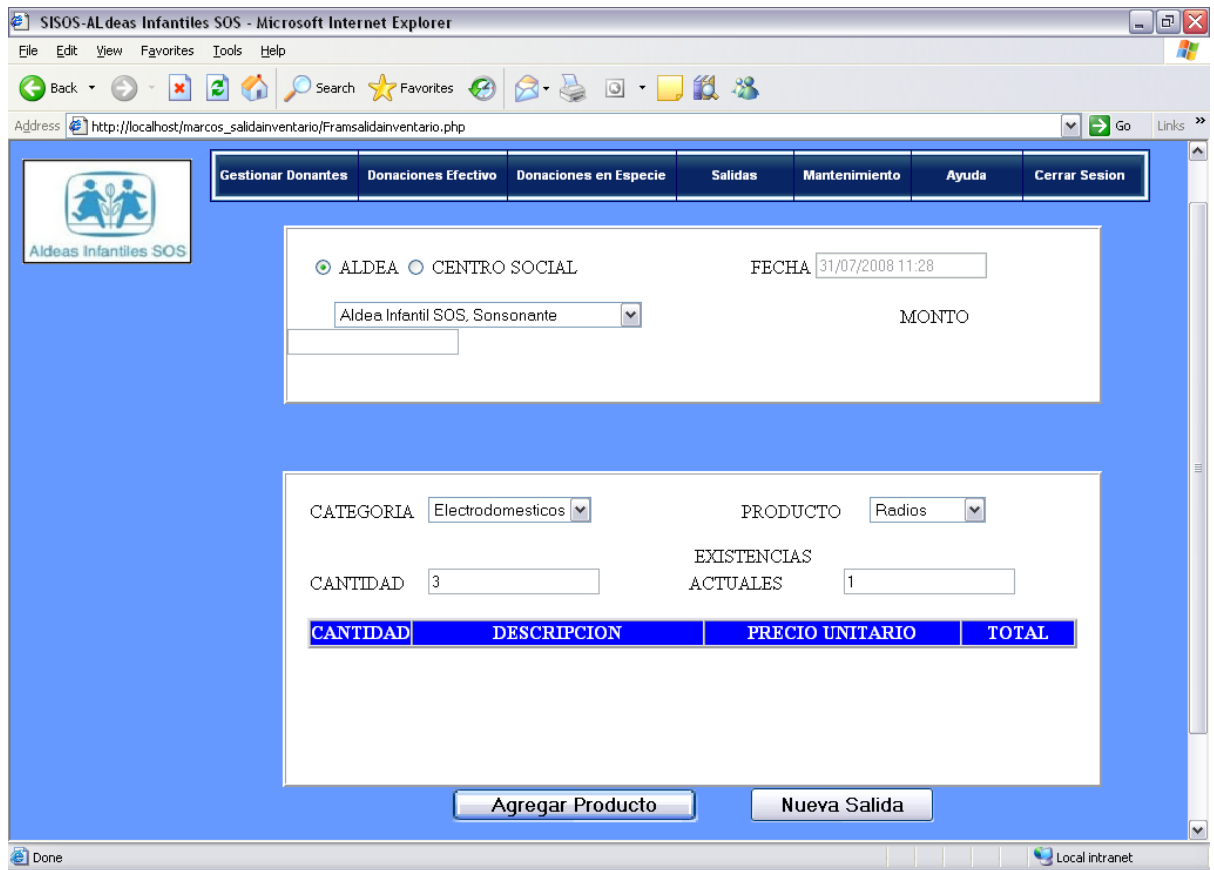 SISOS-ALdeas Infantiles SOS - Microsoft Internet Explorer
File Edit View Favorites Tools Help
Back Search Favorites
Address http://localhost/marcos_salidainventario/Framsalidainventario.php Go Links »
Gestionar Donantes Donaciones Efectivo Donaciones en Especie Salidas Mantenimiento Ayuda Cerrar Sesion
Aldeas Infantiles SOS
ALDEA CENTRO SOCIAL FECHA 31/07/2008 11:28
Aldea Infantil SOS, Sonsonante MONTO
CATEGORIA Electrodomesticos PRODUCTO Radios
EXISTENCIAS
CANTIDAD 3 ACTUALES 1
CANTIDAD DESCRIPCION PRECIO UNITARIO TOTAL
Agregar Producto Nueva Salida
Done Local intranet